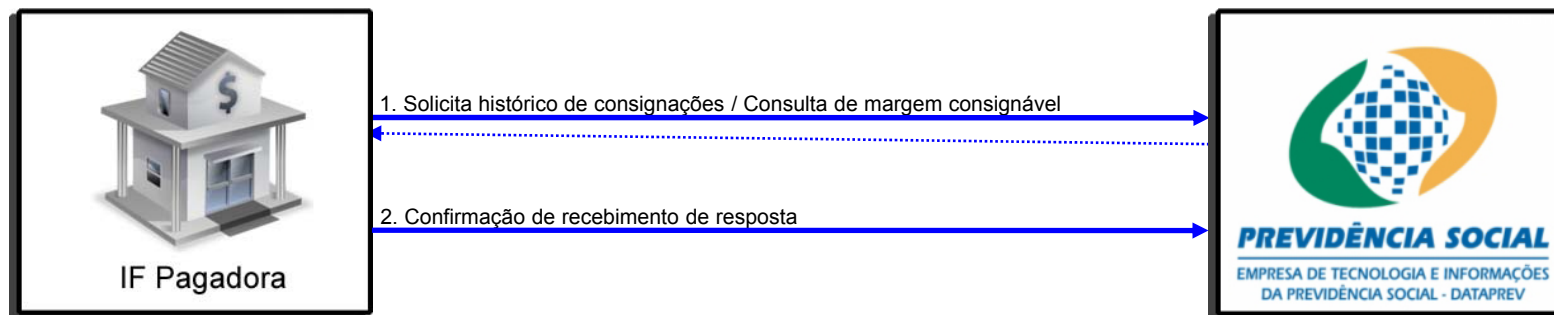 $
IF Pagadora
1. Solicita histórico de consignações / Consulta de margem consignável
2. Confirmação de recebimento de resposta
PREVIDÊNCIA SOCIAL
EMPRESA DE TECNOLOGIA E INFORMAÇÕES
DA PREVIDÊNCIA SOCIAL - DATAPREV